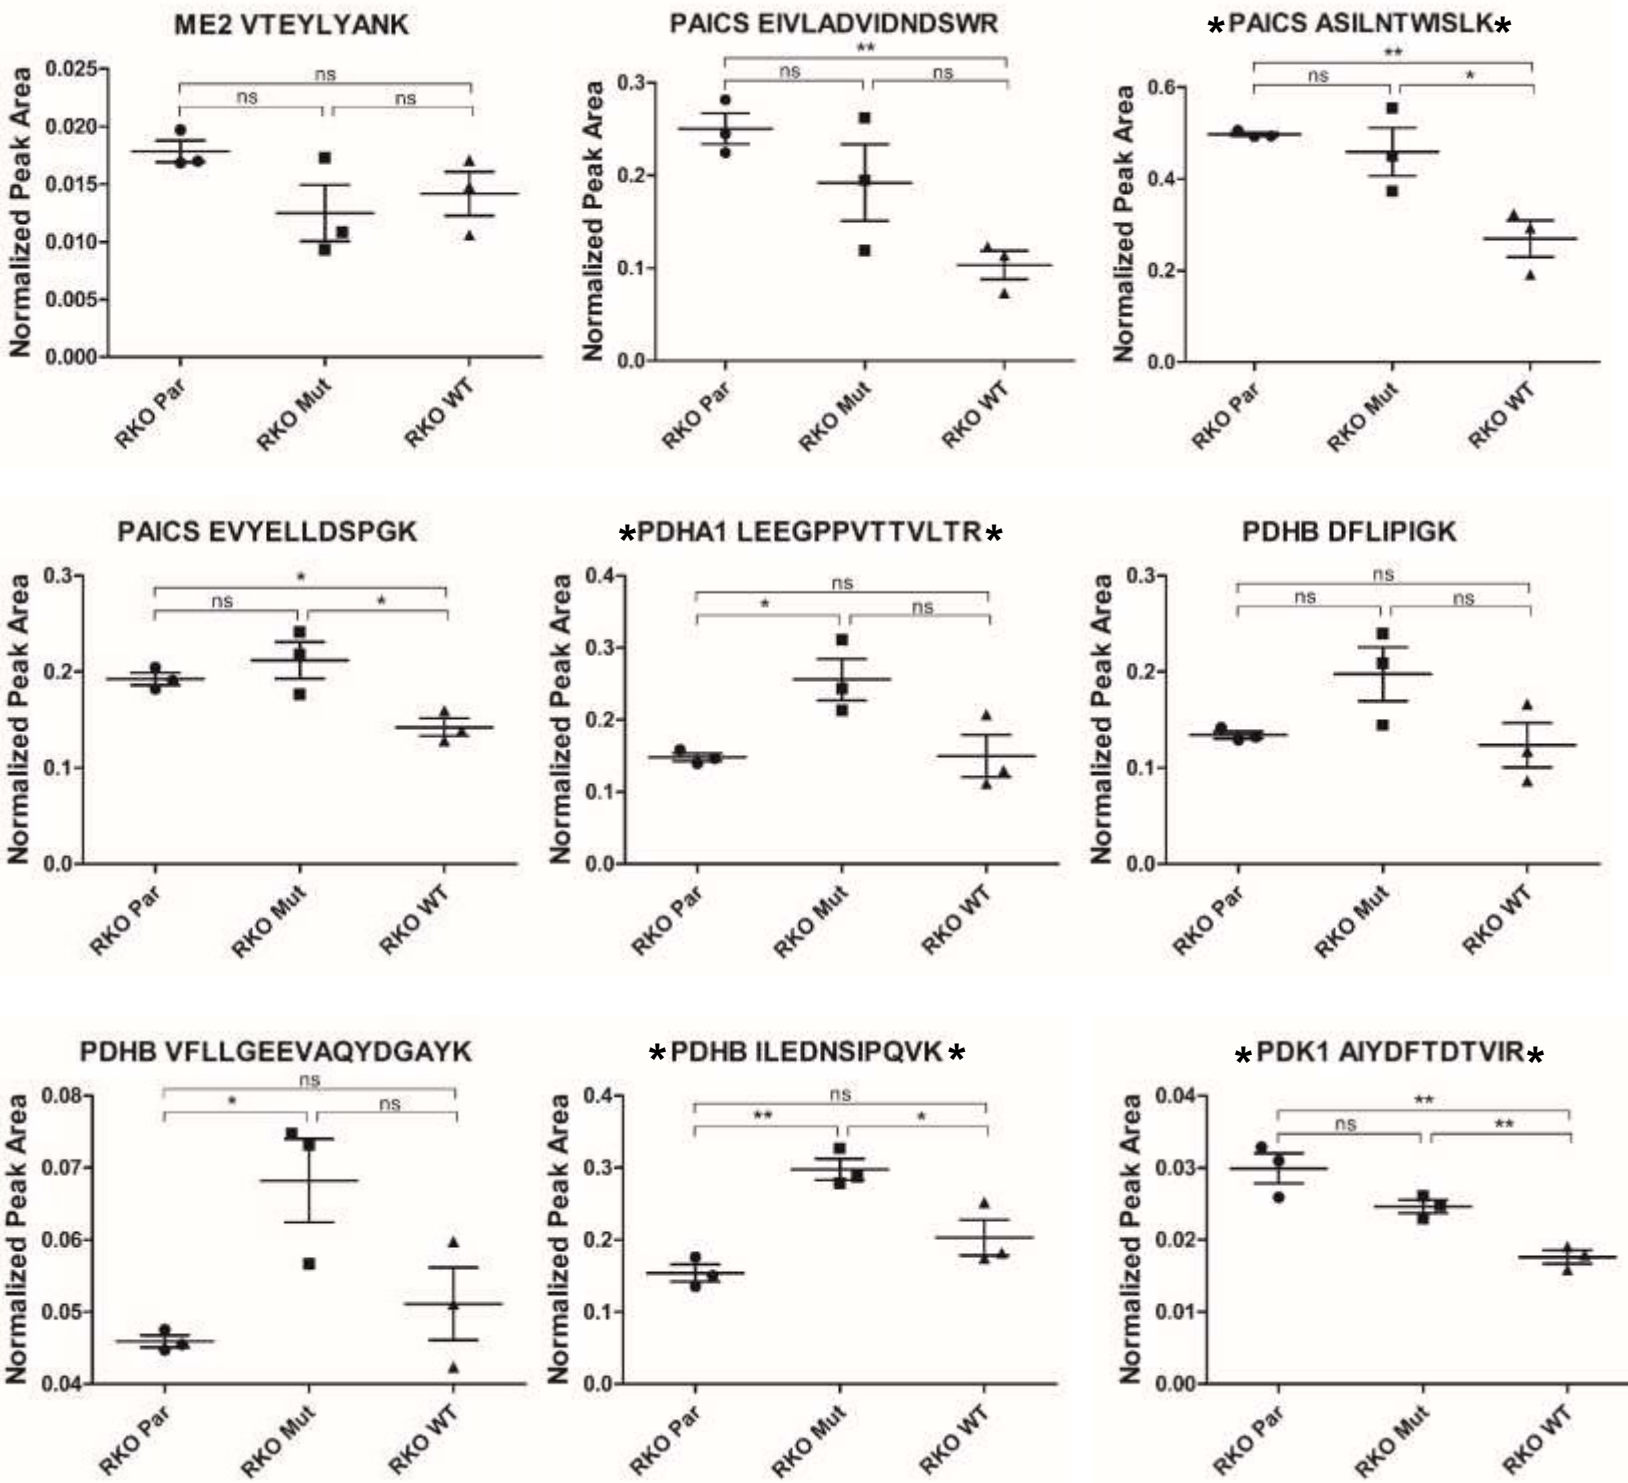 ME2 VTEYLYANK
ns
ns
ns
Normalized Peak Area
0.025
0.020
0.015
0.010
0.005
0.000
RKO Par
RKO Mut
RKO WT
PAICS EIVLADVIDNDSWR
**
ns
ns
Normalized Peak Area
0.3
0.2
0.1
0.0
RKO Par
RKO Mut
RKO WT
*PAICS ASILNTWISLK*
**
ns
*
Normalized Peak Area
0.6
0.4
0.2
0.0
RKO Par
RKO Mut
RKO WT
PAICS EVYELLDSPGK
*
ns
*
Normalized Peak Area
0.3
0.2
0.1
0.0
RKO Par
RKO Mut
RKO WT
*PDHA1 LEEGPPVTTVLTR*
ns
*
ns
Normalized Peak Area
0.4
0.3
0.2
0.1
0.0
RKO Par
RKO Mut
RKO WT
PDHB DFLIPIGK
ns
ns
ns
Normalized Peak Area
0.3
0.2
0.1
0.0
RKO Par
RKO Mut
RKO WT
PDHB VFLLGEEVAQYDGAYK
ns
*
ns
Normalized Peak Area
0.08
0.07
0.06
0.05
0.04
RKO Par
RKO Mut
RKO WT
*PDHB ILEDNSIPQVK*
ns
**
*
Normalized Peak Area
0.4
0.3
0.2
0.1
0.0
RKO Par
RKO Mut
RKO WT
*PDK1 AIYDFTDTVIR*
**
ns
**
Normalized Peak Area
0.04
0.03
0.02
0.01
0.00
RKO Par
RKO Mut
RKO WT